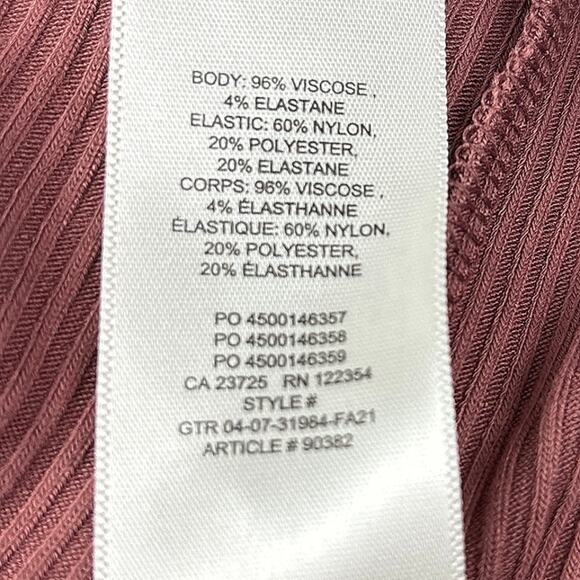 BODY: 96% VISCOSE ,
4% ELASTANE
ELASTIC: 60% NYLON,
20% POLYESTER,
20% ELASTANE
CORPS: 96% VISCOSE ,
4% ÉLASTHANNE
ÉLASTIQUE: 60% NYLON,
20% POLYESTER,
20% ÉLASTHANNE
PO 4500146357
PO 4500146358
PO 4500146359
CA 23725 RN 122354
STYLE #
GTR 04-07-31984-FA21
ARTICLE # 90382